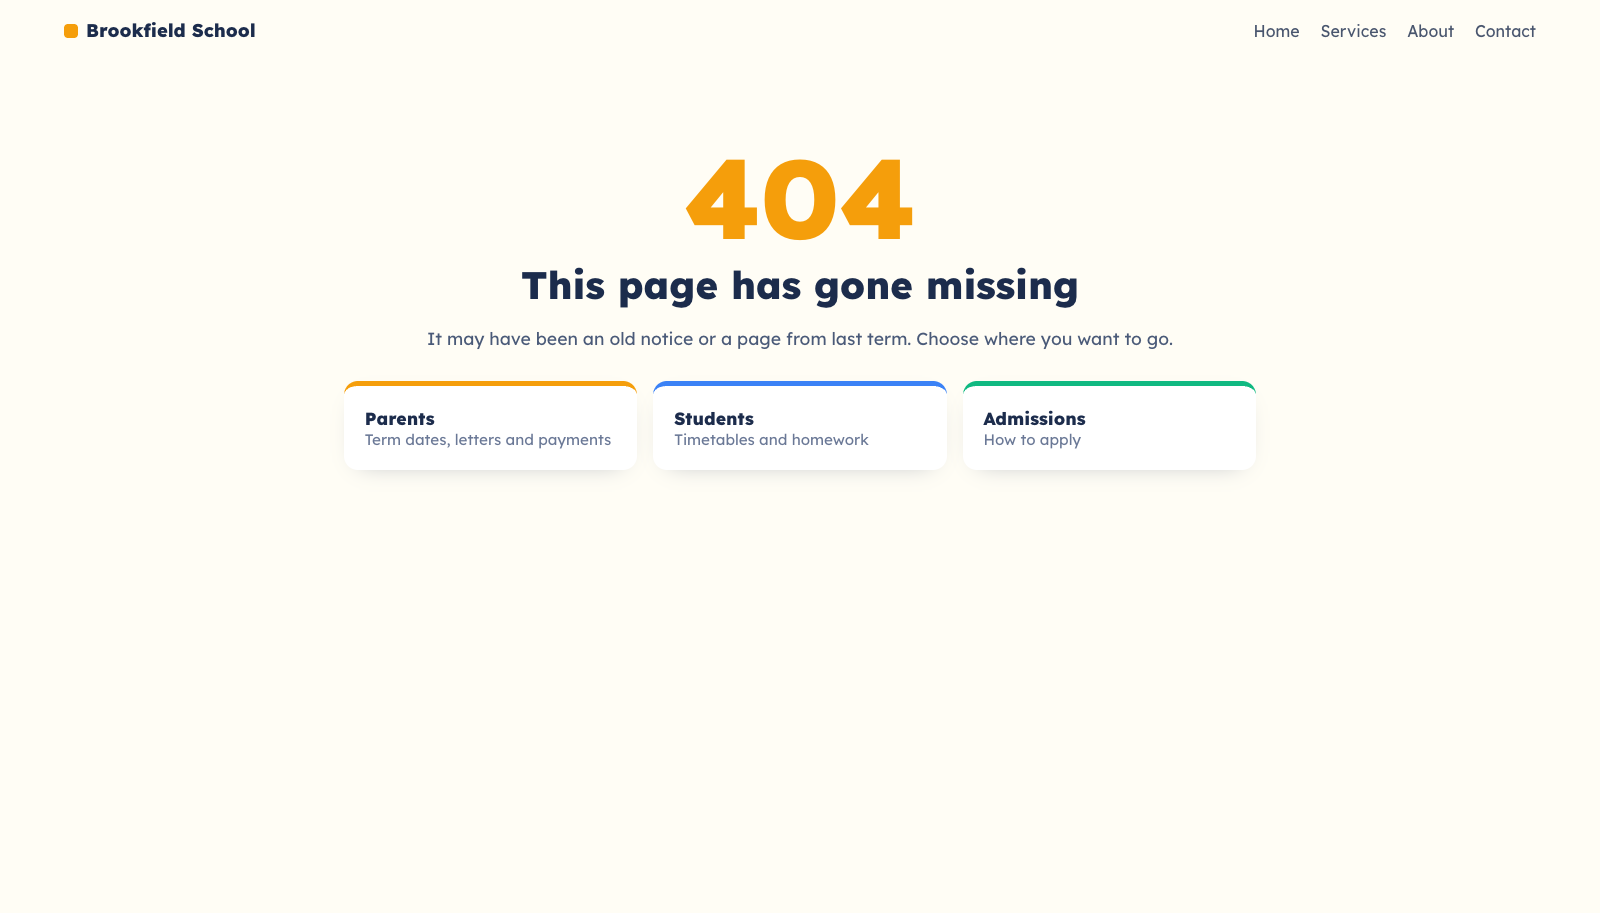 Brookfield School
Home Services About Contact
404
This page has gone missing
It may have been an old notice or a page from last term. Choose where you want to go.
Parents
Term dates, letters and payments
Students
Timetables and homework
Admissions
How to apply